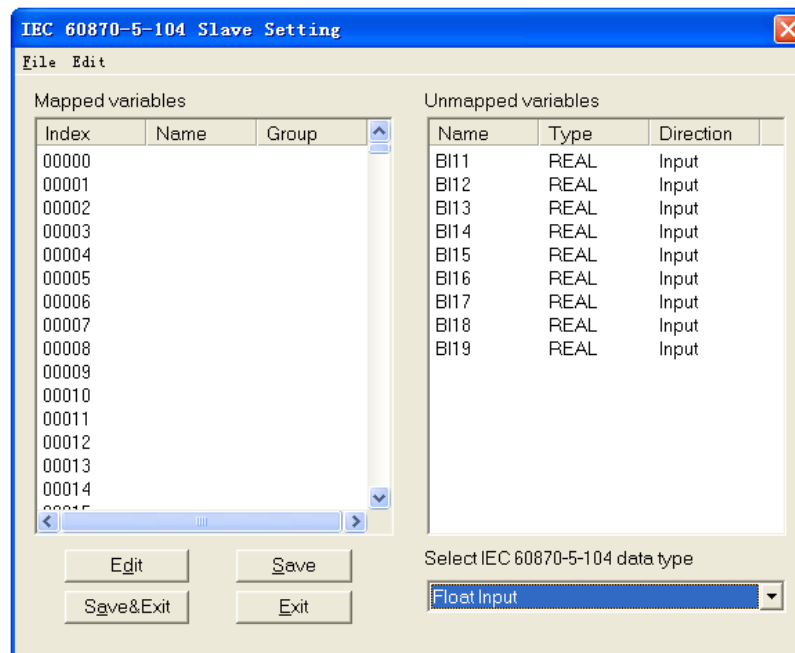 IEC 60870-5-104 Slave Setting
File Edit
Mapped variables
Index Name Group
00000
00001
00002
00003
00004
00005
00006
00007
00008
00009
00010
00011
00012
00013
00014
Unmapped variables
Name Type Direction
BI11 REAL Input
BI12 REAL Input
BI13 REAL Input
BI14 REAL Input
BI15 REAL Input
BI16 REAL Input
BI17 REAL Input
BI18 REAL Input
BI19 REAL Input
Edit Save
Save&Exit Exit
Select IEC 60870-5-104 data type
Float Input